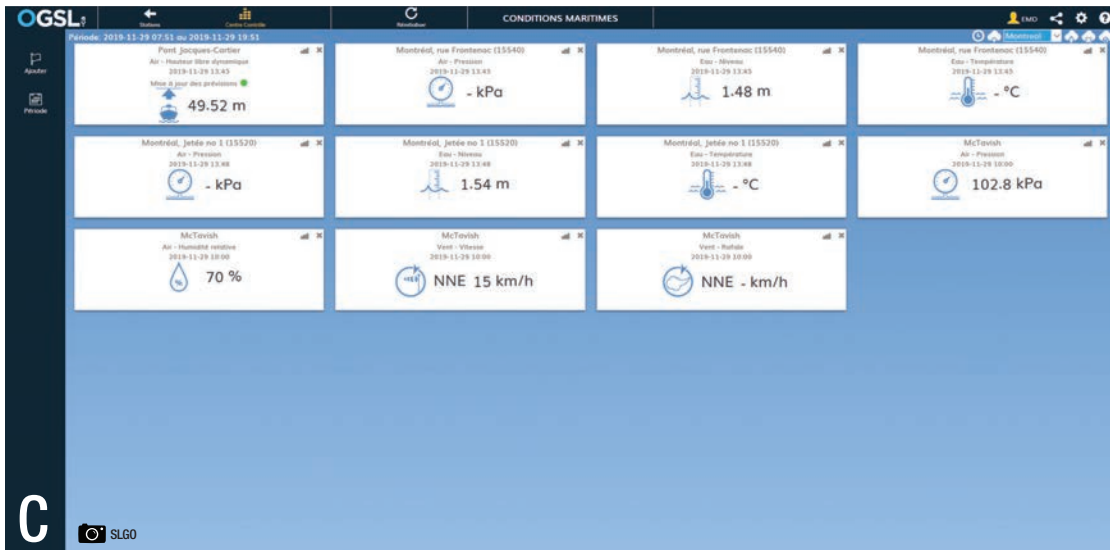 OGSL
Stations
Centre Contrôle
Réinitialiser
CONDITIONS MARITIMES
EMO
Période: 2019-11-29 07:51 au 2019-11-29 19:51
Montreal
Ajouter
Période
Pont Jacques-Cartier
Air - Hauteur libre dynamique
2019-11-29 13:45
Mise à jour des prévisions
49.52 m
Montréal, rue Frontenac (15540)
Air - Pression
2019-11-29 13:45
- kPa
Montréal, rue Frontenac (15540)
Eau - Niveau
2019-11-29 13:45
1.48 m
Montréal, rue Frontenac (15540)
Eau - Température
2019-11-29 13:45
- °C
Montréal, Jetée no 1 (15520)
Air - Pression
2019-11-29 13:48
- kPa
Montréal, Jetée no 1 (15520)
Eau - Niveau
2019-11-29 13:48
1.54 m
Montréal, Jetée no 1 (15520)
Eau - Température
2019-11-29 13:48
- °C
McTavish
Air - Pression
2019-11-29 10:00
102.8 kPa
McTavish
Air - Humidité relative
2019-11-29 10:00
%
70 %
McTavish
Vent - Vitesse
2019-11-29 10:00
NNE 15 km/h
McTavish
Vent - Rafale
2019-11-29 10:00
NNE - km/h
C
SLGO